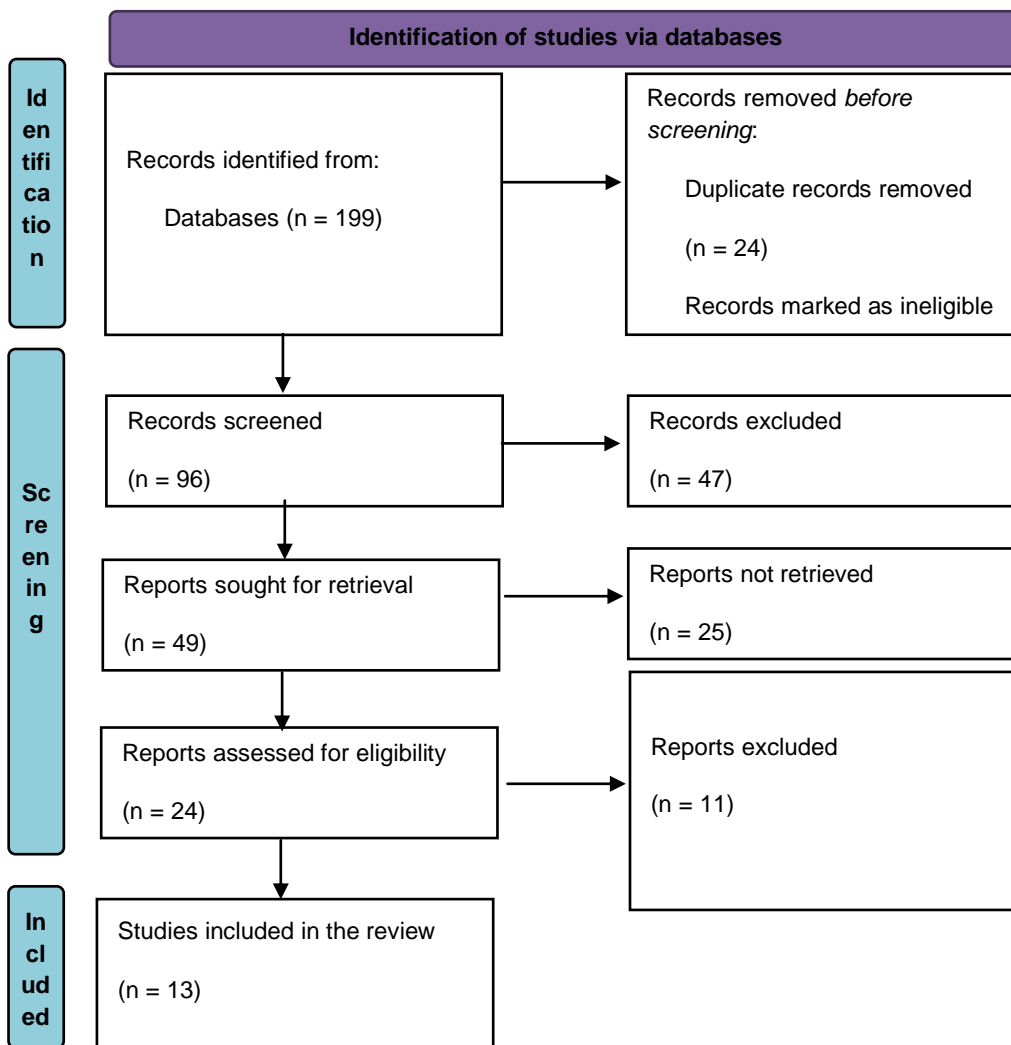 Identification of studies via databases
Id
en
tifi
ca
tio
n
Records identified from:
Databases (n = 199)
Records removed before
screening:
Duplicate records removed
(n = 24)
Records marked as ineligible
Sc
re
en
in
g
Records screened
(n = 96)
Records excluded
(n = 47)
Reports sought for retrieval
(n = 49)
Reports not retrieved
(n = 25)
Reports assessed for eligibility
(n = 24)
Reports excluded
(n = 11)
In
cl
ud
ed
Studies included in the review
(n = 13)